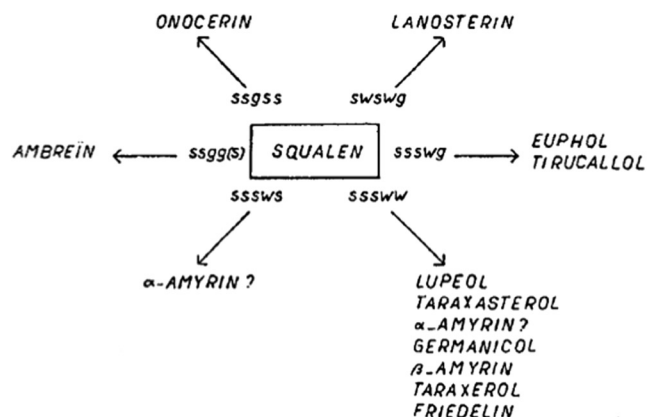 ONOCERIN LANOSTERIN
ssgss swswg
AMBREÏN ssgg(s) SQUALEN ssswg EUPHOL
TIRUCALLOL
sssws sssww
α-AMYRIN? LUPEOL
TARAXASTEROL
α-AMYRIN?
GERMANICOL
β-AMYRIN
TARAXEROL
FRIEDELIN